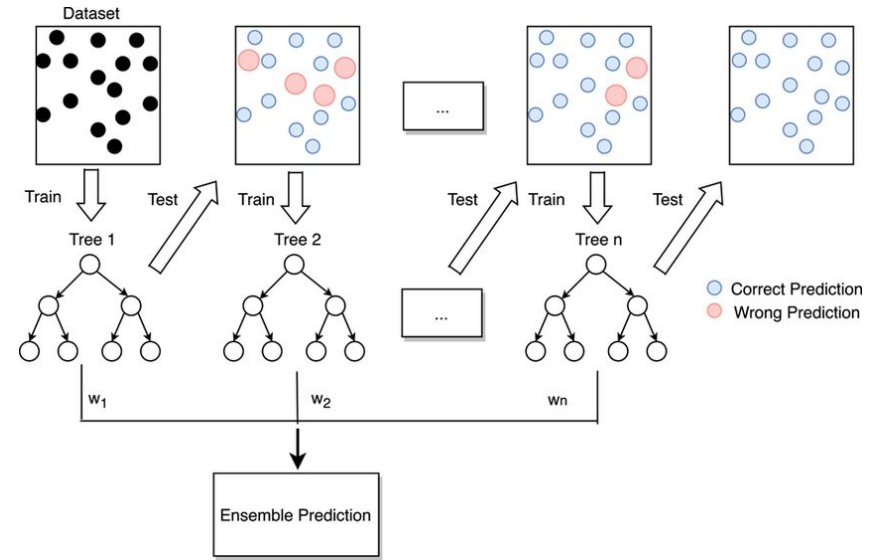 Dataset
...
Train
Test
Train
Test
Train
Test
Tree 1
Tree 2
Tree n
...
Correct Prediction
Wrong Prediction
w1
w2
wn
Ensemble Prediction